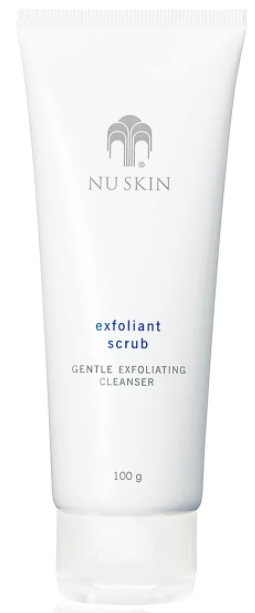 ®
NU SKIN
exfoliant
scrub
GENTLE EXFOLIATING
CLEANSER
100 g